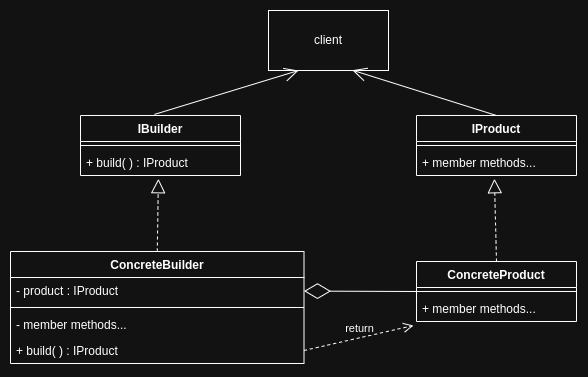 client
IBuilder
+ build( ) : IProduct
IProduct
+ member methods...
ConcreteBuilder
- product : IProduct
- member methods...
+ build( ) : IProduct
ConcreteProduct
+ member methods...
return